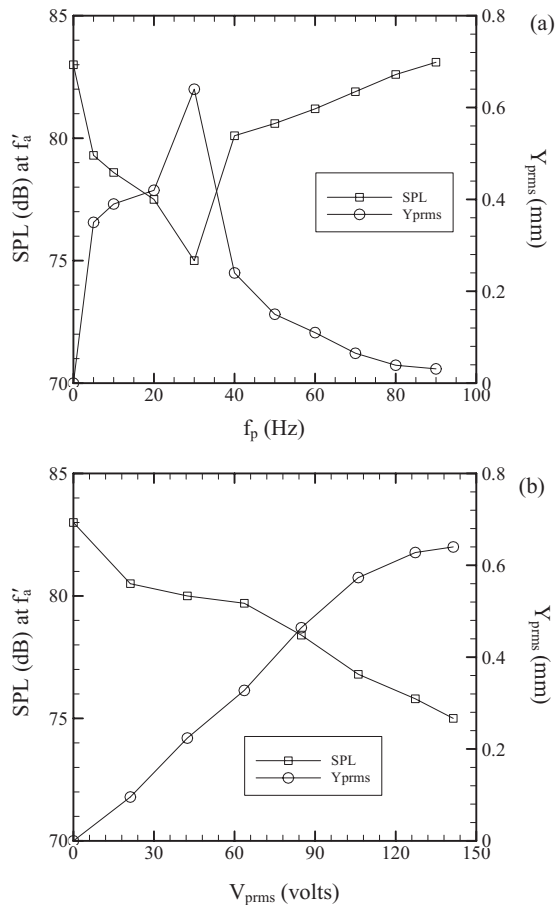 (a)
85
80
75
70
SPL (dB) at f′a
0.8
0.6
0.4
0.2
0
Yprms (mm)
SPL
Yprms
0 20 40 60 80 100
fp (Hz)
(b)
85
80
75
70
SPL (dB) at f′a
0.8
0.6
0.4
0.2
0
Yprms (mm)
SPL
Yprms
0 30 60 90 120 150
Vprms (volts)